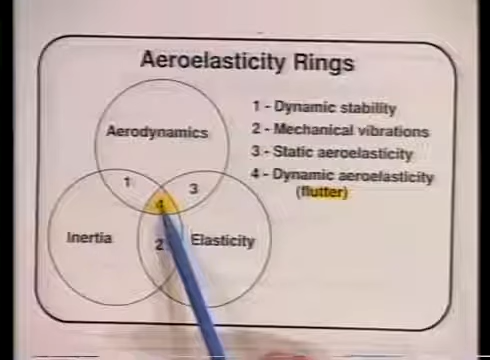 Aeroelasticity Rings
Aerodynamics
1
3
4
Inertia
2
Elasticity
1 - Dynamic stability
2 - Mechanical vibrations
3 - Static aeroelasticity
4 - Dynamic aeroelasticity
(flutter)